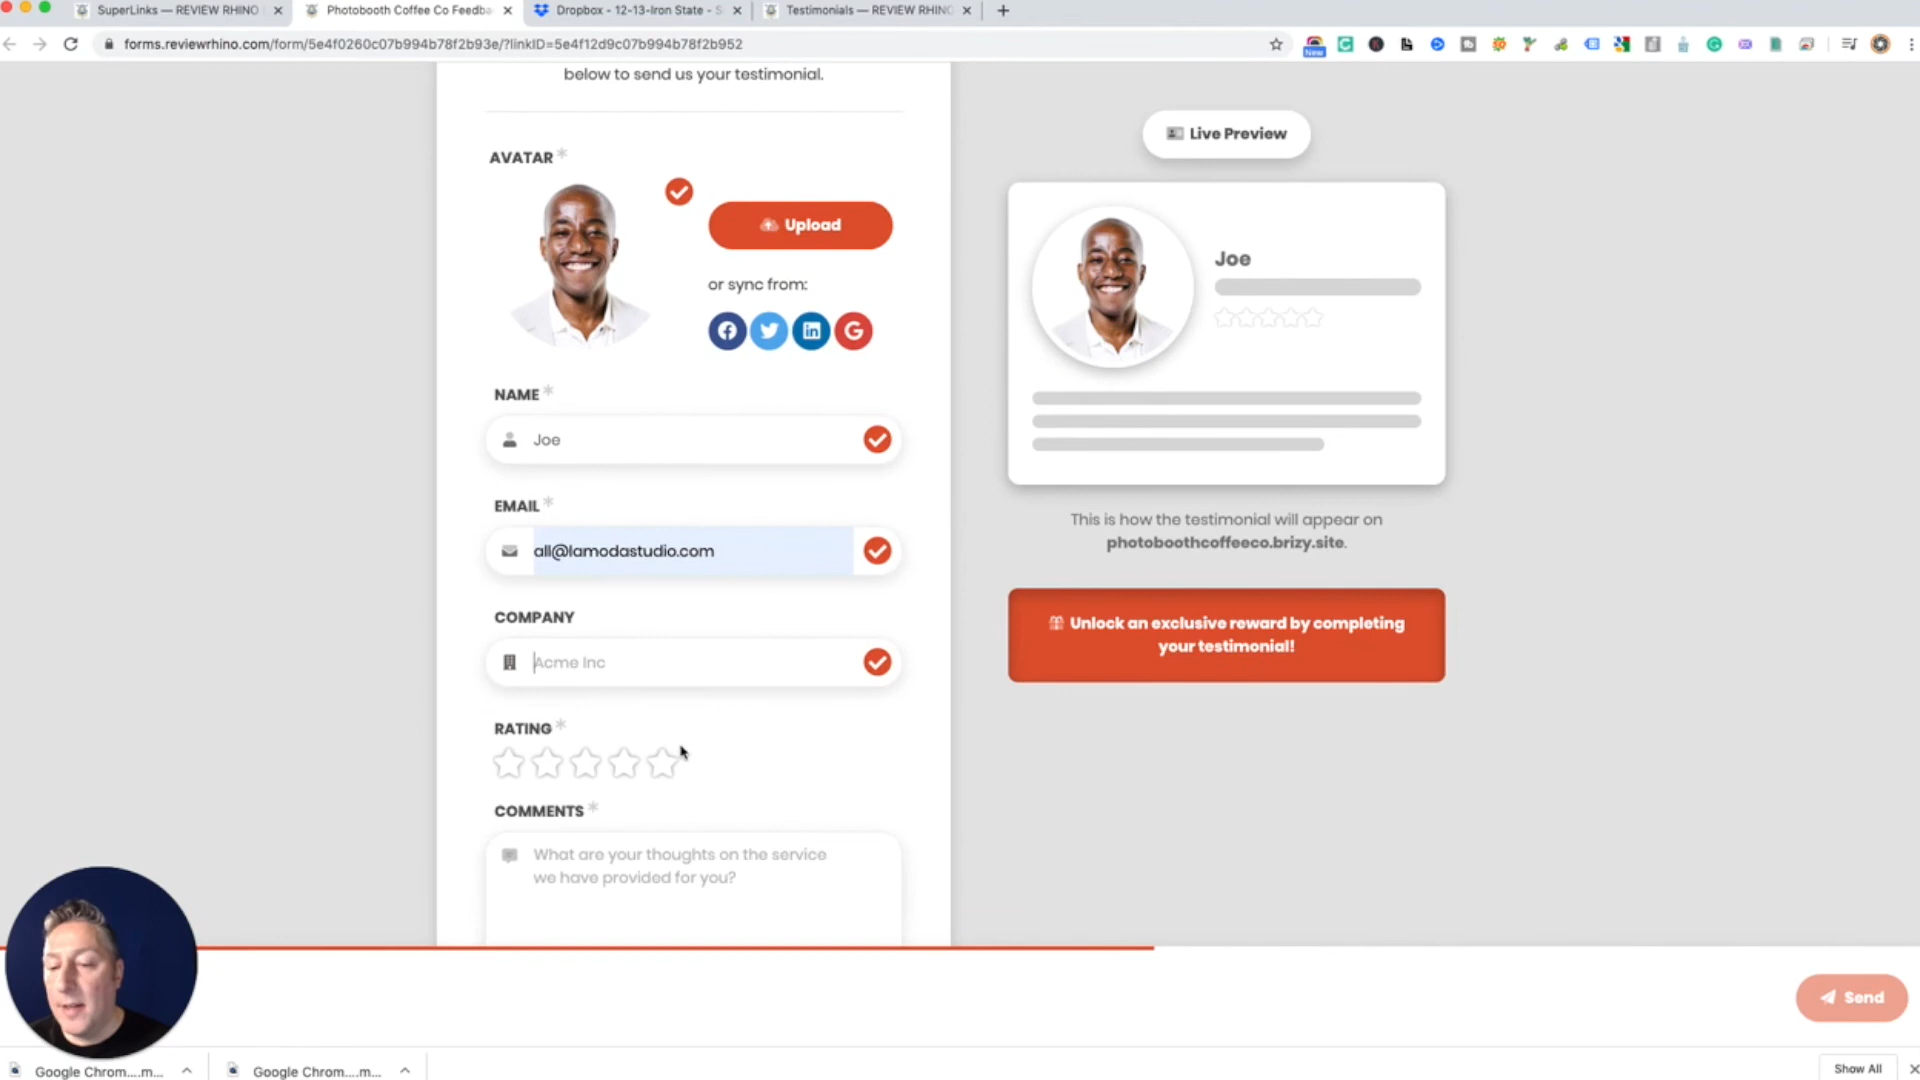 SuperLinks — REVIEW RHINO
Photobooth Coffee Co Feedba
Dropbox - 12-13-Iron State - S
Testimonials — REVIEW RHINO
forms.reviewrhino.com/form/5e4f0260c07b994b78f2b93e/?linkID=5e4f12d9c07b994b78f2b952
New
below to send us your testimonial.
AVATAR *
Upload
or sync from:
NAME *
Joe
EMAIL *
all@lamodastudio.com
COMPANY
Acme Inc
RATING *
COMMENTS *
What are your thoughts on the service
we have provided for you?
Live Preview
Joe
This is how the testimonial will appear on
photoboothcoffeeco.brizy.site.
Unlock an exclusive reward by completing
your testimonial!
Send
Google Chrom....m...
Google Chrom....m...
Show All